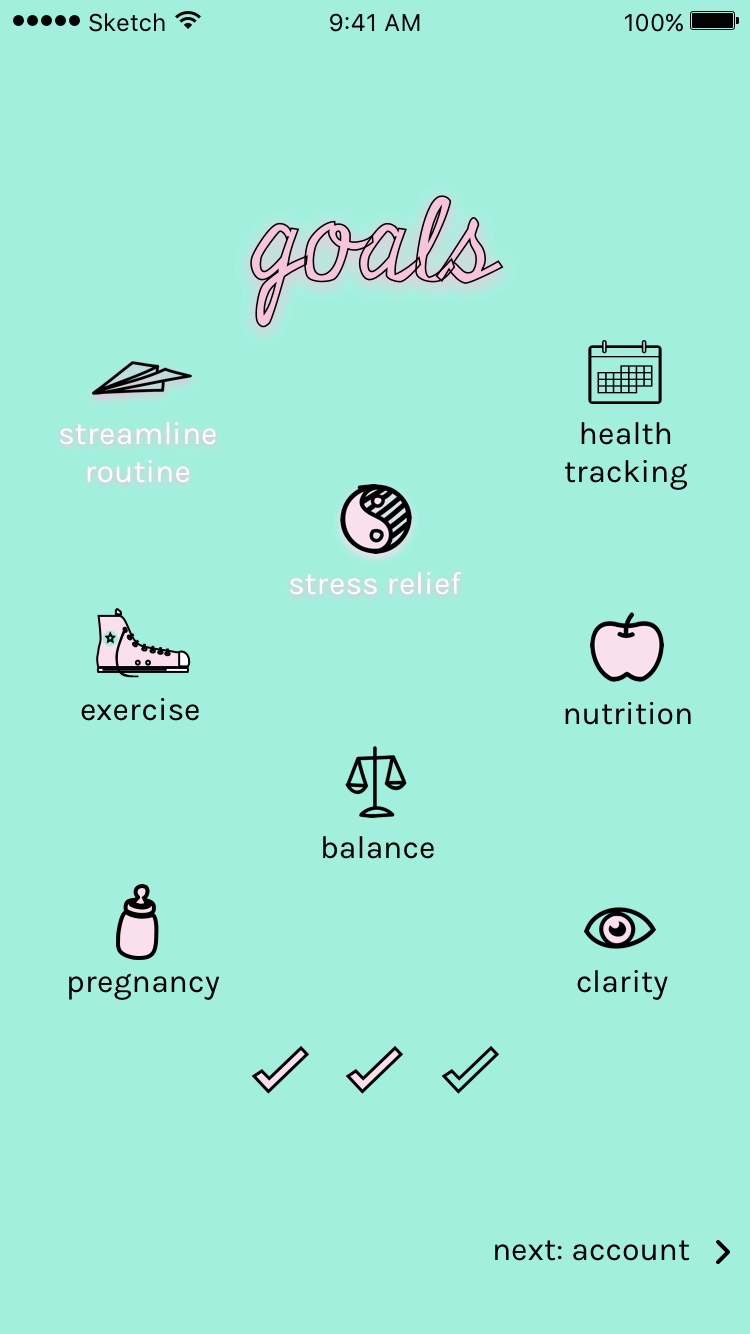 Sketch 9:41 AM 100%
goals
streamline
routine
health
tracking
stress relief
exercise
nutrition
balance
pregnancy
clarity
next: account